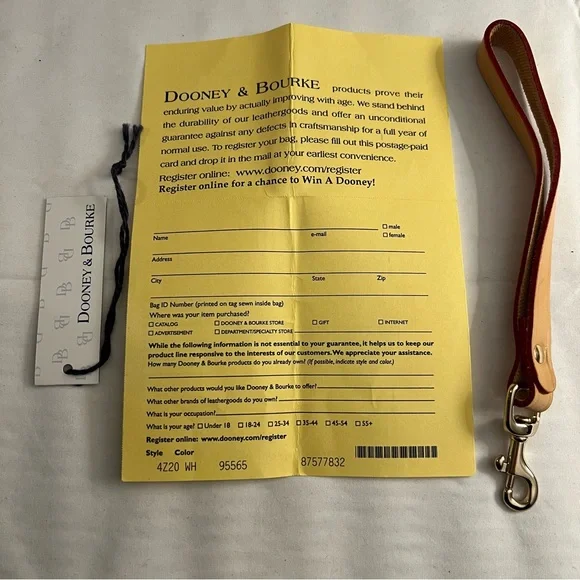 DOONEY & BOURKE products prove their
enduring value by actually improving with age. We stand behind
the durability of our leathergoods and offer an unconditional
guarantee against any defects in craftsmanship for a full year of
normal use. To register your bag, please fill out this postage-paid
card and drop it in the mail at your earliest convenience.
Register online: www.dooney.com/register
Register online for a chance to Win A Dooney!
Name e-mail male
female
Address
City State Zip
Bag ID Number (printed on tag sewn inside bag)
Where was your item purchased?
CATALOG DOONEY & BOURKE STORE GIFT INTERNET
ADVERTISEMENT DEPARTMENT/SPECIALTY STORE
While the following information is not essential to your guarantee, it helps us to keep our
product line responsive to the interests of our customers. We appreciate your assistance.
How many Dooney & Bourke products do you already own? (If possible, indicate style and color.)
What other products would you like Dooney & Bourke to offer?
What other brands of leathergoods do you own?
What is your occupation?
What is your age? Under 18 18-24 25-34 35-44 45-54 55+
Register online: www.dooney.com/register
Style Color
4Z20 WH 95565 87577832
DOONEY & BOURKE